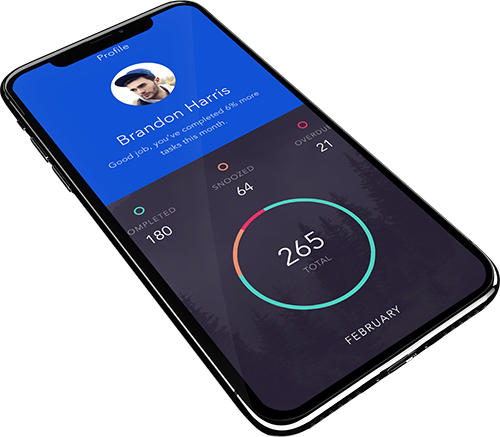 Profile
Brandon Harris
Good job, you've completed 6% more
tasks this month.
OMPLETED
180
SNOOZED
64
OVERDUE
21
265
TOTAL
FEBRUARY